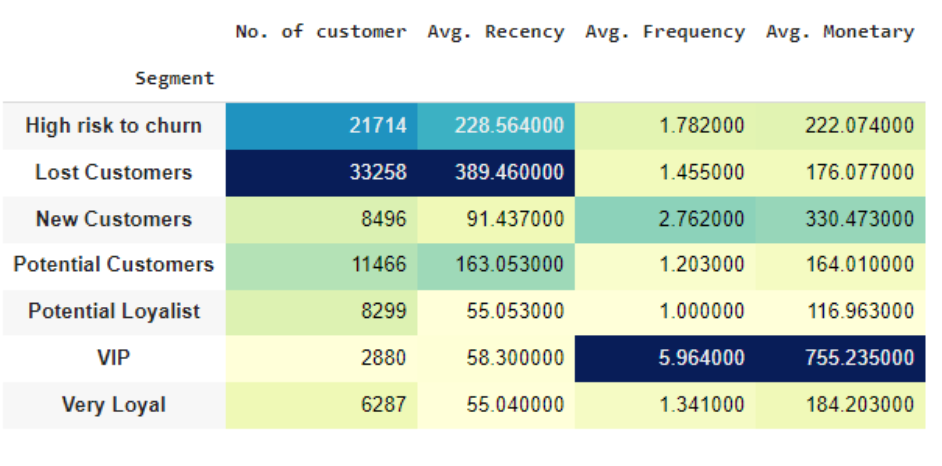 No. of customer Avg. Recency Avg. Frequency Avg. Monetary
Segment
High risk to churn 21714 228.564000 1.782000 222.074000
Lost Customers 33258 389.460000 1.455000 176.077000
New Customers 8496 91.437000 2.762000 330.473000
Potential Customers 11466 163.053000 1.203000 164.010000
Potential Loyalist 8299 55.053000 1.000000 116.963000
VIP 2880 58.300000 5.964000 755.235000
Very Loyal 6287 55.040000 1.341000 184.203000